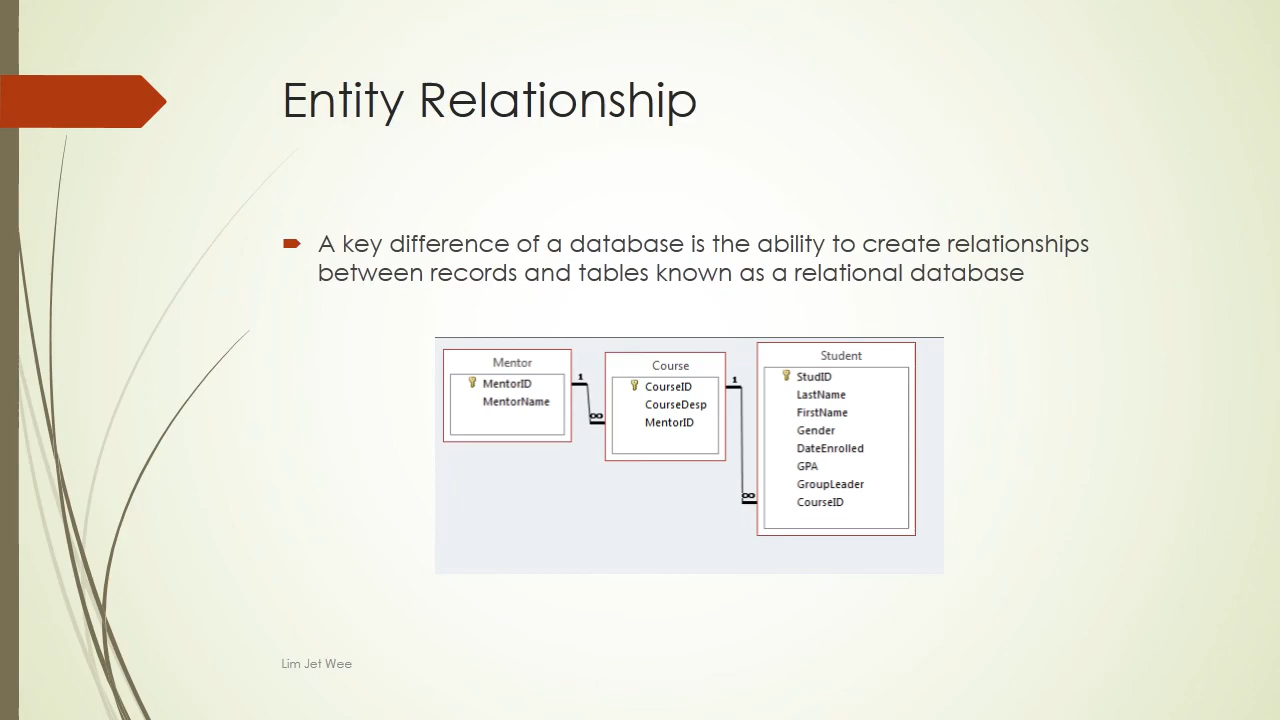 Entity Relationship
A key difference of a database is the ability to create relationships
between records and tables known as a relational database
Mentor
MentorID
MentorName
1
∞
Course
CourseID
CourseDesp
MentorID
1
∞
Student
StudID
LastName
FirstName
Gender
DateEnrolled
GPA
GroupLeader
CourseID
Lim Jet Wee